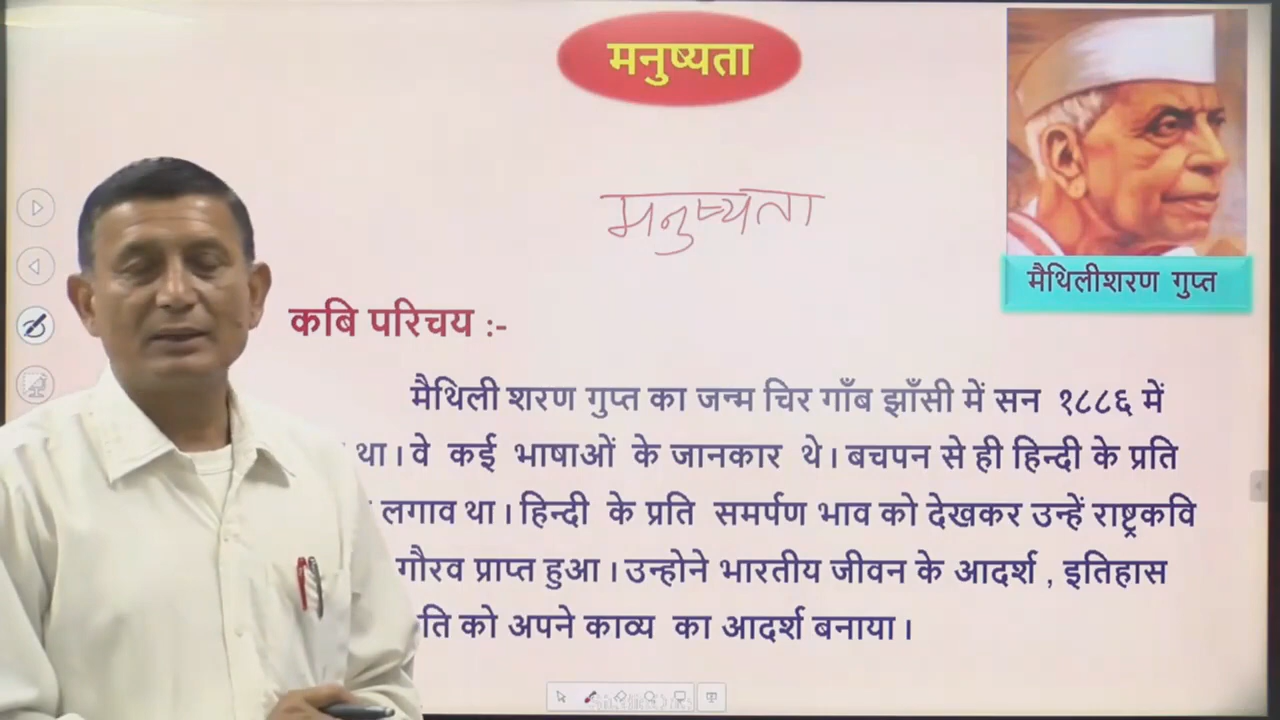 मनुष्यता
मनुष्यता
मैथिलीशरण गुप्त
कबि परिचय :-
मैथिली शरण गुप्त का जन्म चिर गाँब झाँसी में सन १८८६ में
था । वे कई भाषाओं के जानकार थे । बचपन से ही हिन्दी के प्रति
लगाव था । हिन्दी के प्रति समर्पण भाव को देखकर उन्हें राष्ट्रकवि
गौरव प्राप्त हुआ । उन्होने भारतीय जीवन के आदर्श , इतिहास
ति को अपने काव्य का आदर्श बनाया ।